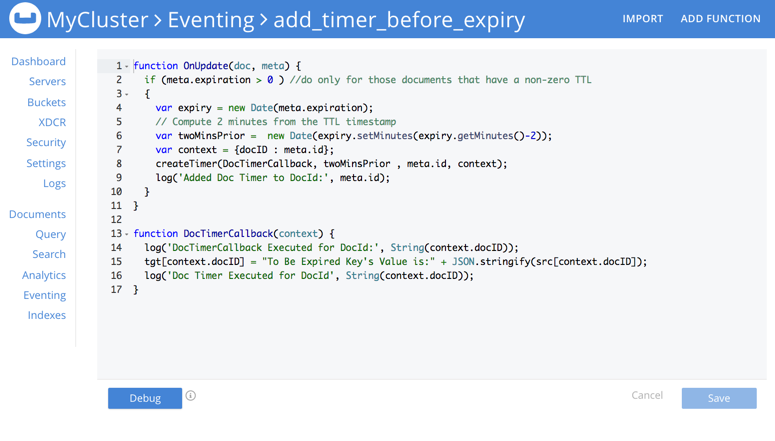 MyCluster > Eventing > add_timer_before_expiry
IMPORT ADD FUNCTION
Dashboard
Servers
Buckets
XDCR
Security
Settings
Logs
Documents
Query
Search
Analytics
Eventing
Indexes
1 function OnUpdate(doc, meta) {
2 if (meta.expiration > 0 ) //do only for those documents that have a non-zero TTL
3 {
4 var expiry = new Date(meta.expiration);
5 // Compute 2 minutes from the TTL timestamp
6 var twoMinsPrior = new Date(expiry.setMinutes(expiry.getMinutes()-2));
7 var context = {docID : meta.id};
8 createTimer(DocTimerCallback, twoMinsPrior , meta.id, context);
9 log('Added Doc Timer to DocId:', meta.id);
10 }
11 }
12
13 function DocTimerCallback(context) {
14 log('DocTimerCallback Executed for DocId:', String(context.docID));
15 tgt[context.docID] = "To Be Expired Key's Value is:" + JSON.stringify(src[context.docID]);
16 log('Doc Timer Executed for DocId', String(context.docID));
17 }
Debug
Cancel
Save